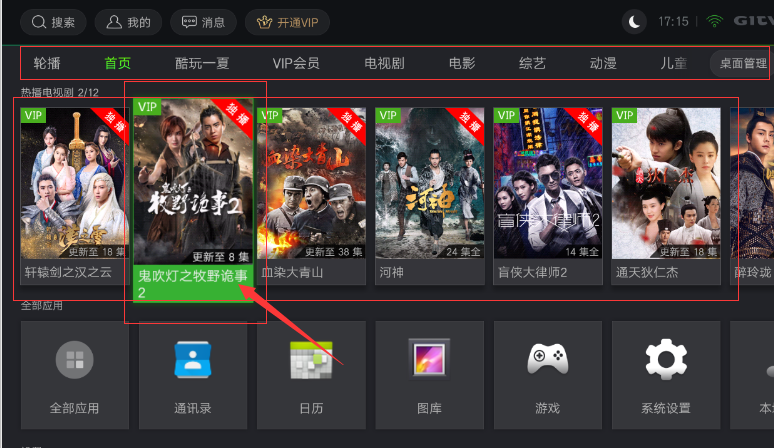 搜索 我的 消息 开通VIP 17:15 GITV
轮播 首页 酷玩一夏 VIP会员 电视剧 电影 综艺 动漫 儿童 桌面管理
热播电视剧 2/12
VIP 独播
轩辕剑之汉之云
更新至 18 集
VIP 独播
鬼吹灯之
牧野诡事2
更新至 8 集
鬼吹灯之牧野诡事
2
独播
血染大青山
更新至 38 集
血染大青山
独播
河神
24 集全
河神
VIP 独播
盲侠大律师2
14 集全
盲侠大律师2
VIP
狄仁杰
更新至 18 集
通天狄仁杰
醉玲珑
全部应用
全部应用 通讯录 日历 图库 游戏 系统设置